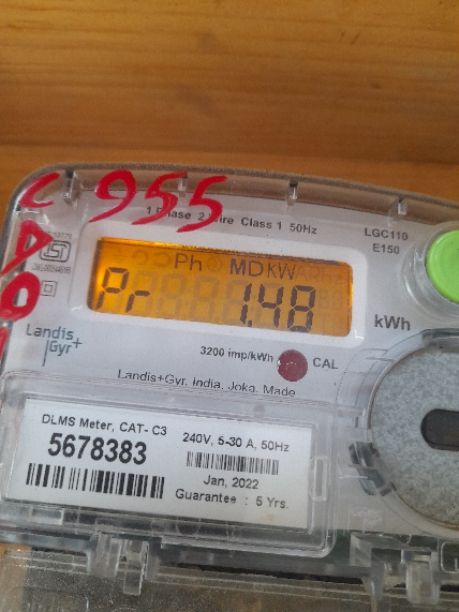 C 955
D
0
1 Phase 2 Wire Class 1 50Hz
LGC110
E150
Ph MD kW
Pr 1.48
kWh
Landis
Gyr+
3200 imp/kWh CAL
Landis+Gyr, India, Joka, Made
DLMS Meter, CAT- C3
5678383
240V, 5-30 A, 50Hz
Jan, 2022
Guarantee : 5 Yrs.